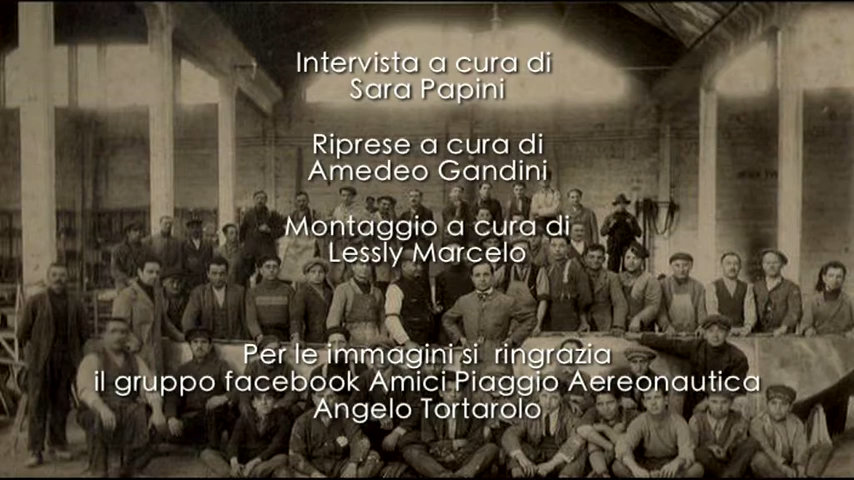 Intervista a cura di
Sara Papini
Riprese a cura di
Amedeo Gandini
Montaggio a cura di
Lessly Marcelo
Per le immagini si ringrazia
il gruppo facebook Amici Piaggio Aereonautica
Angelo Tortarolo